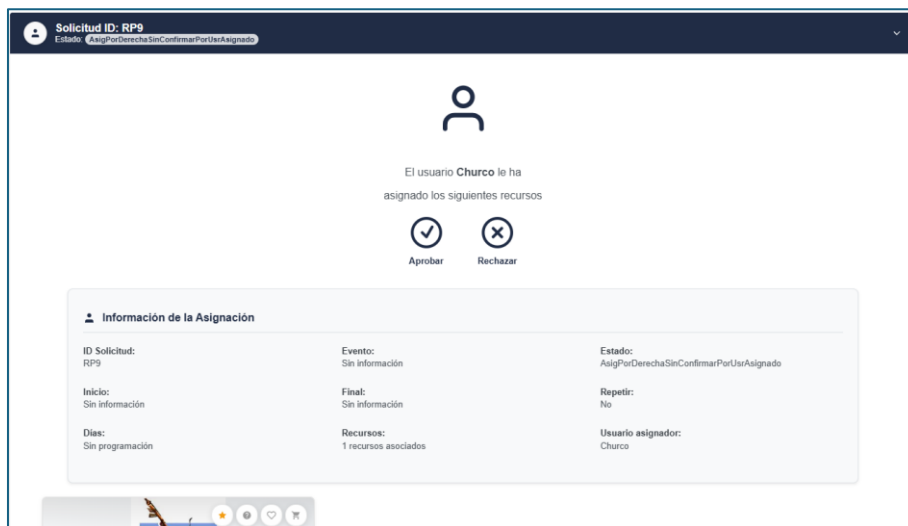 Solicitud ID: RP9
Estado: AsigPorDerechaSinConfirmarPorUsrAsignado
El usuario Churco le ha
asignado los siguientes recursos
Aprobar Rechazar
Información de la Asignación
ID Solicitud: Evento: Estado:
RP9 Sin información AsigPorDerechaSinConfirmarPorUsrAsignado
Inicio: Final: Repetir:
Sin información Sin información No
Días: Recursos: Usuario asignador:
Sin programación 1 recursos asociados Churco